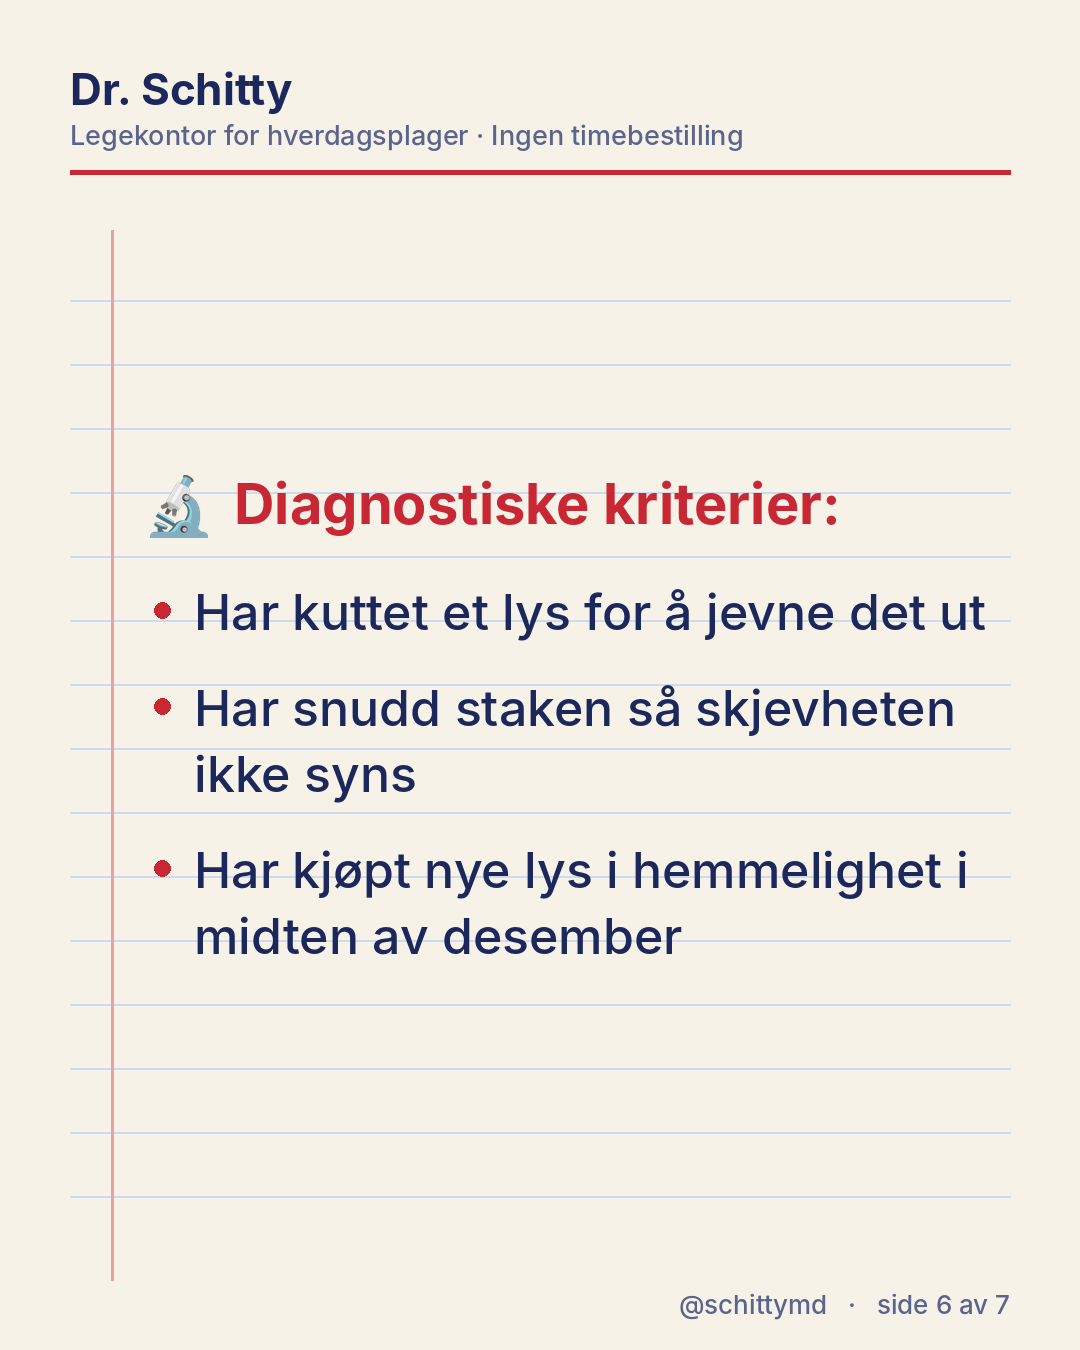 Dr. Schitty
Legekontor for hverdagsplager · Ingen timebestilling
🔬 Diagnostiske kriterier:
• Har kuttet et lys for å jevne det ut
• Har snudd staken så skjevheten
ikke syns
• Har kjøpt nye lys i hemmelighet i
midten av desember
@schittymd · side 6 av 7